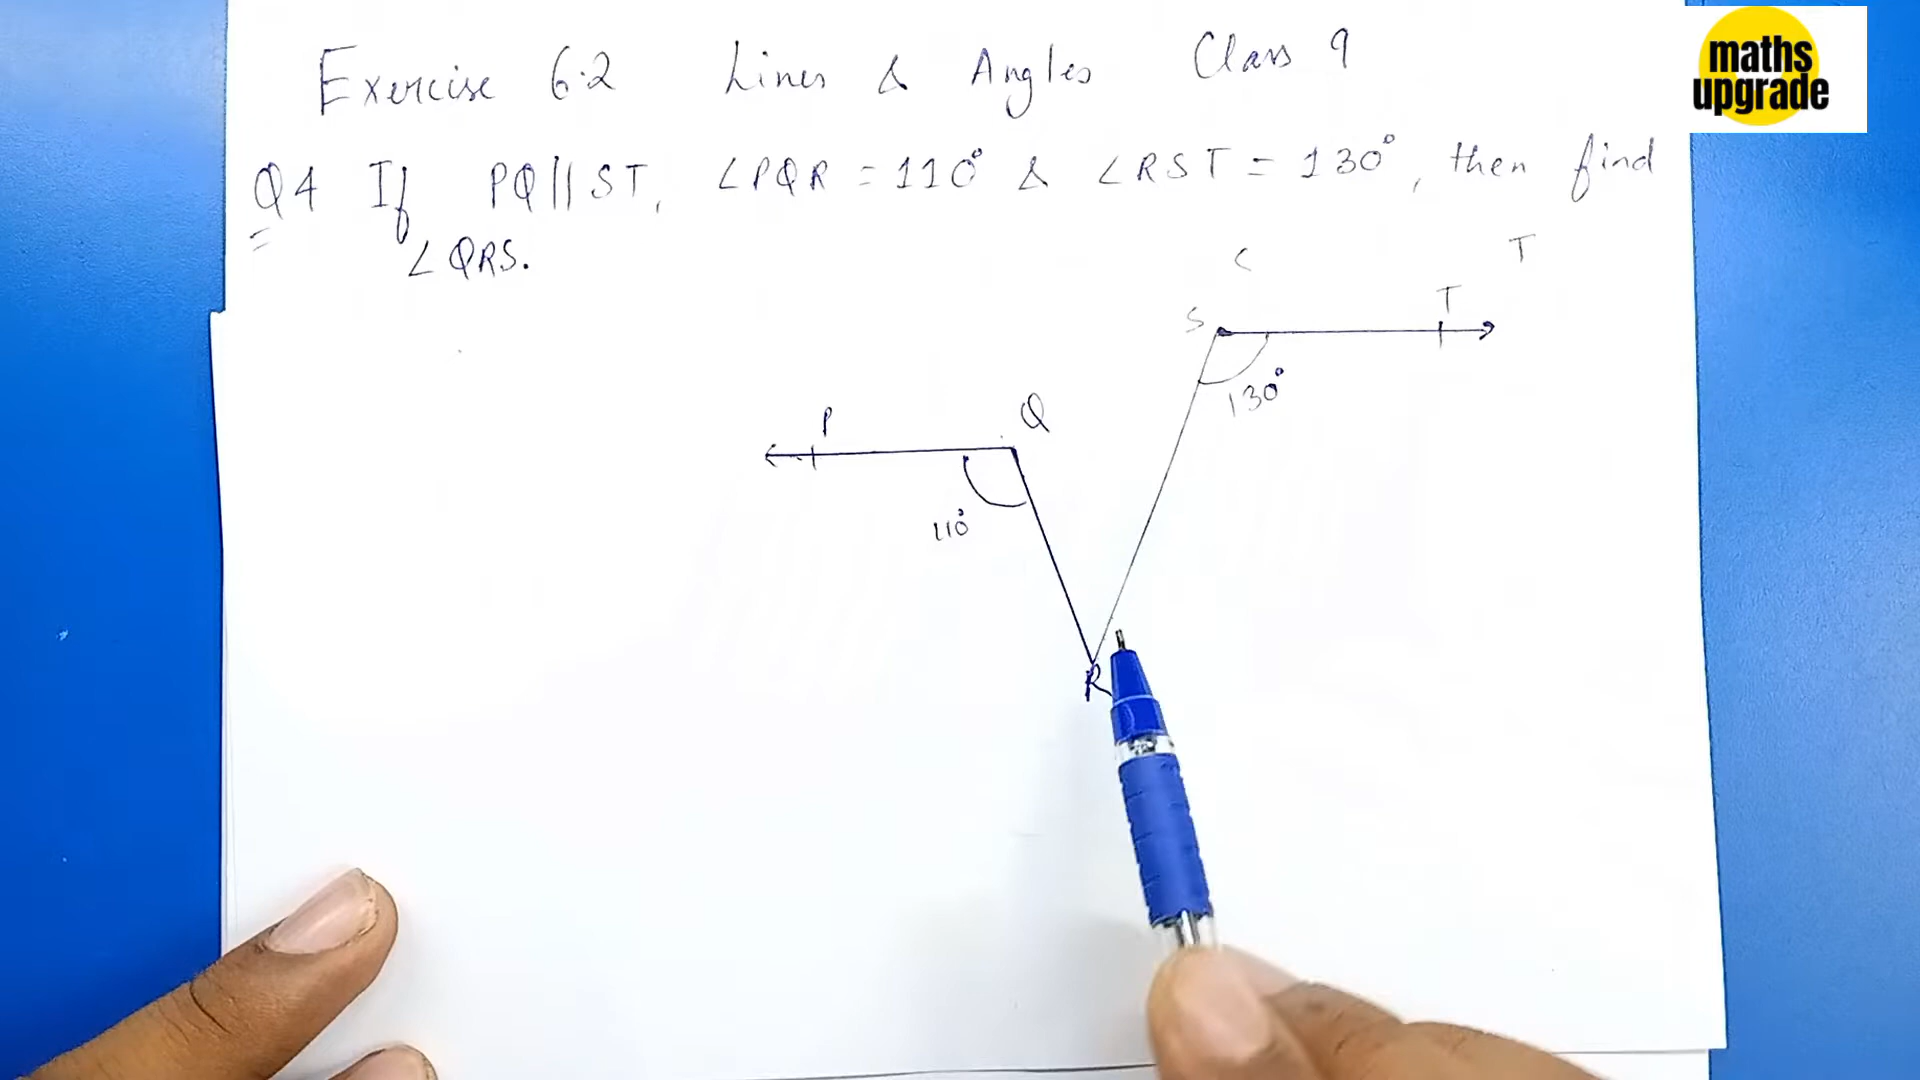 maths
upgrade
Exercise 6.2 Lines & Angles Class 9
Q4 If PQ||ST, ∠PQR = 110° & ∠RST = 130°, then find
∠QRS.
T
S T
130°
P Q
110°
R